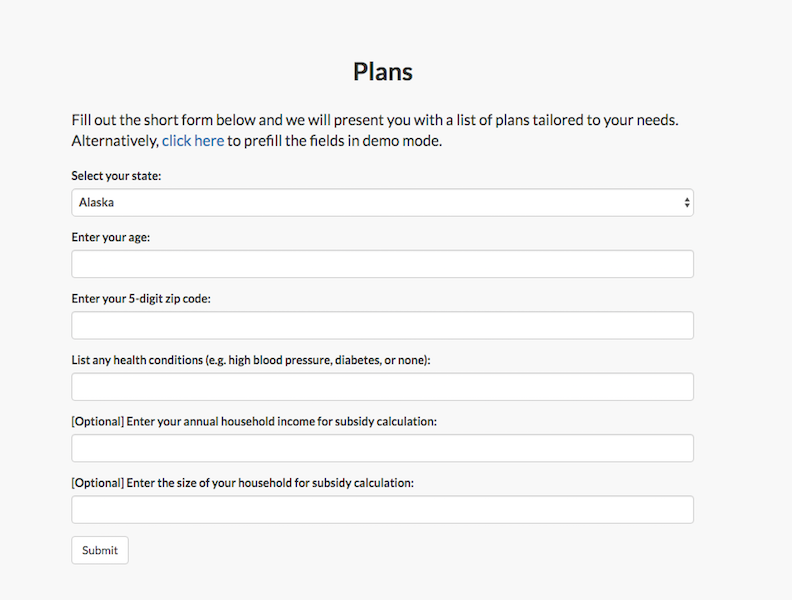 Plans
Fill out the short form below and we will present you with a list of plans tailored to your needs.
Alternatively, click here to prefill the fields in demo mode.
Select your state:
Alaska
Enter your age:
Enter your 5-digit zip code:
List any health conditions (e.g. high blood pressure, diabetes, or none):
[Optional] Enter your annual household income for subsidy calculation:
[Optional] Enter the size of your household for subsidy calculation:
Submit